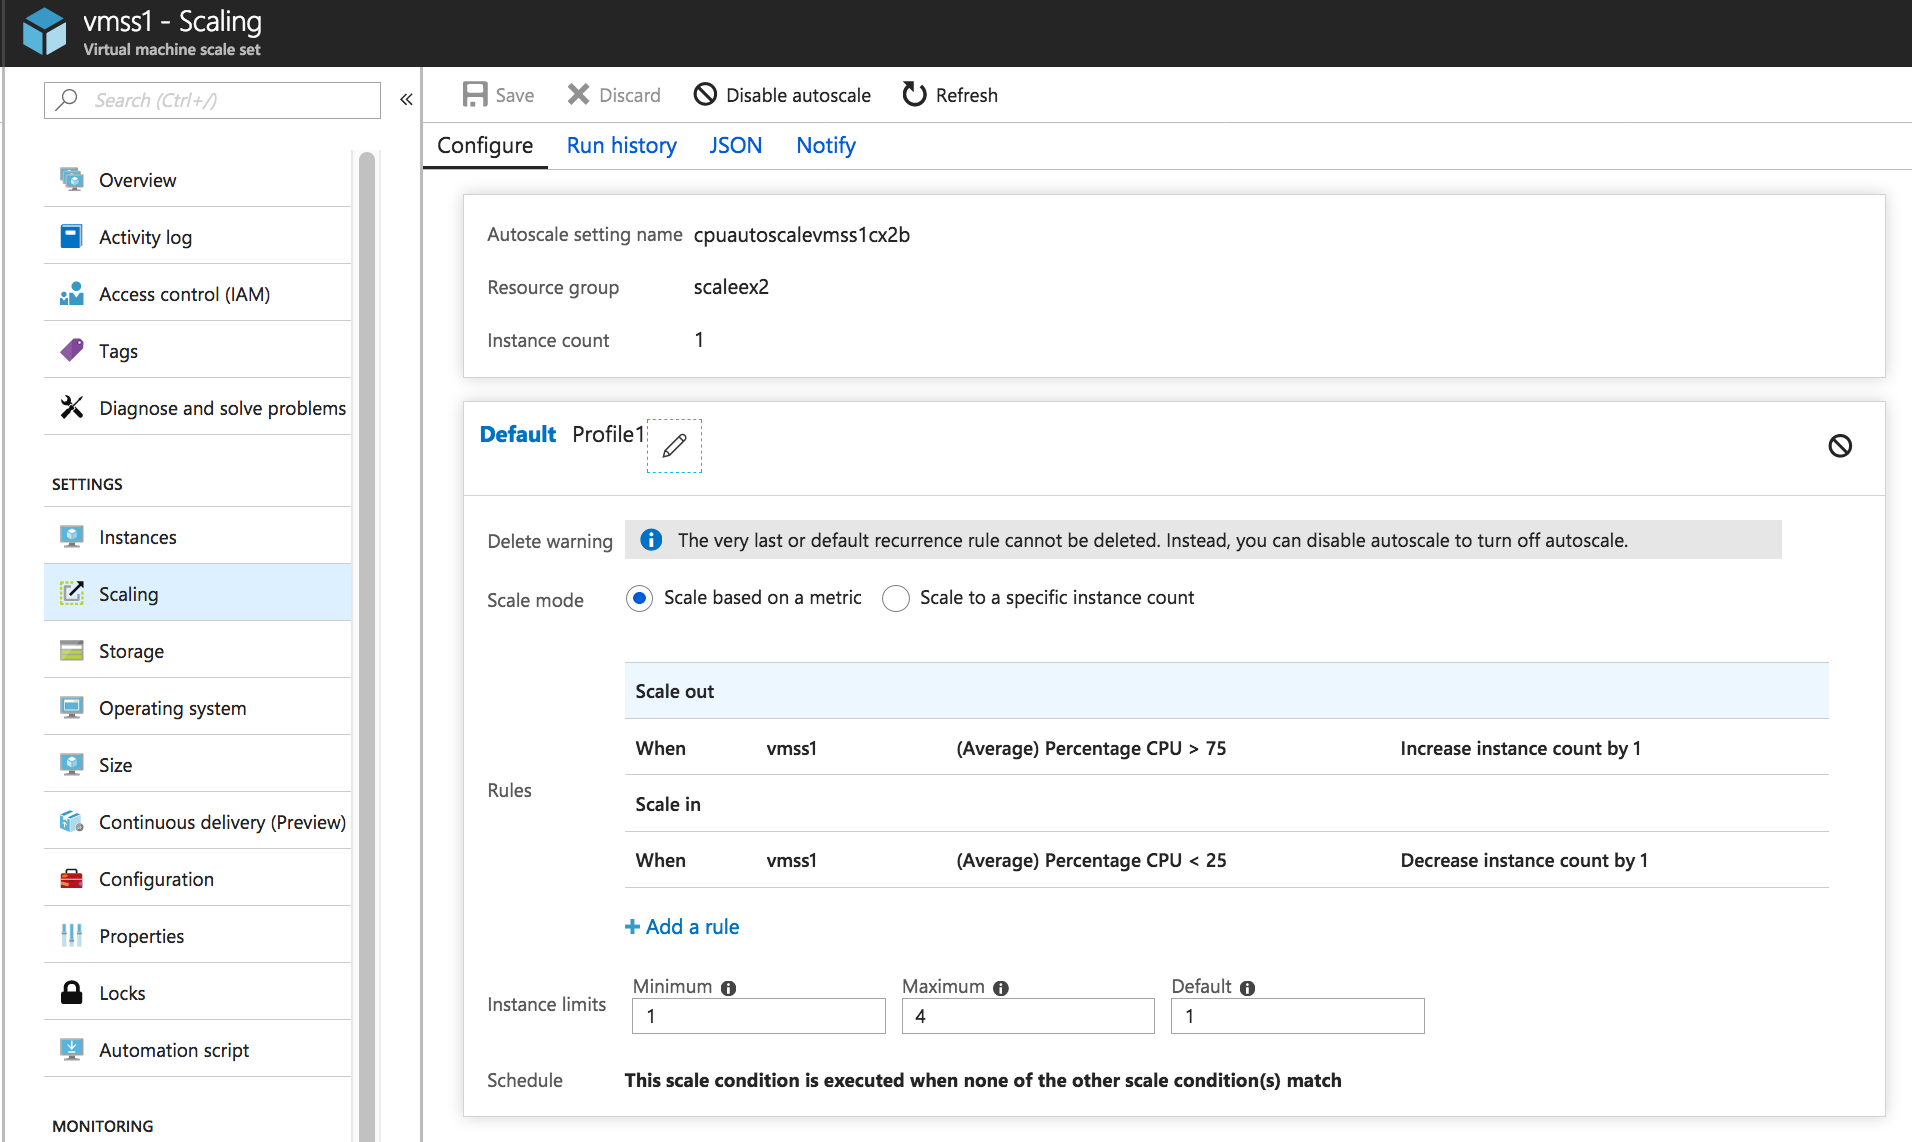 vmss1 - Scaling
Virtual machine scale set
Search (Ctrl+/)
Overview
Activity log
Access control (IAM)
Tags
Diagnose and solve problems
SETTINGS
Instances
Scaling
Storage
Operating system
Size
Continuous delivery (Preview)
Configuration
Properties
Locks
Automation script
MONITORING
Save Discard Disable autoscale Refresh
Configure Run history JSON Notify
Autoscale setting name cpuautoscalevmss1cx2b
Resource group scaleex2
Instance count 1
Default Profile1
Delete warning The very last or default recurrence rule cannot be deleted. Instead, you can disable autoscale to turn off autoscale.
Scale mode Scale based on a metric Scale to a specific instance count
Rules
Scale out
When vmss1 (Average) Percentage CPU > 75 Increase instance count by 1
Scale in
When vmss1 (Average) Percentage CPU < 25 Decrease instance count by 1
+ Add a rule
Instance limits
Minimum Maximum Default
1 4 1
Schedule This scale condition is executed when none of the other scale condition(s) match